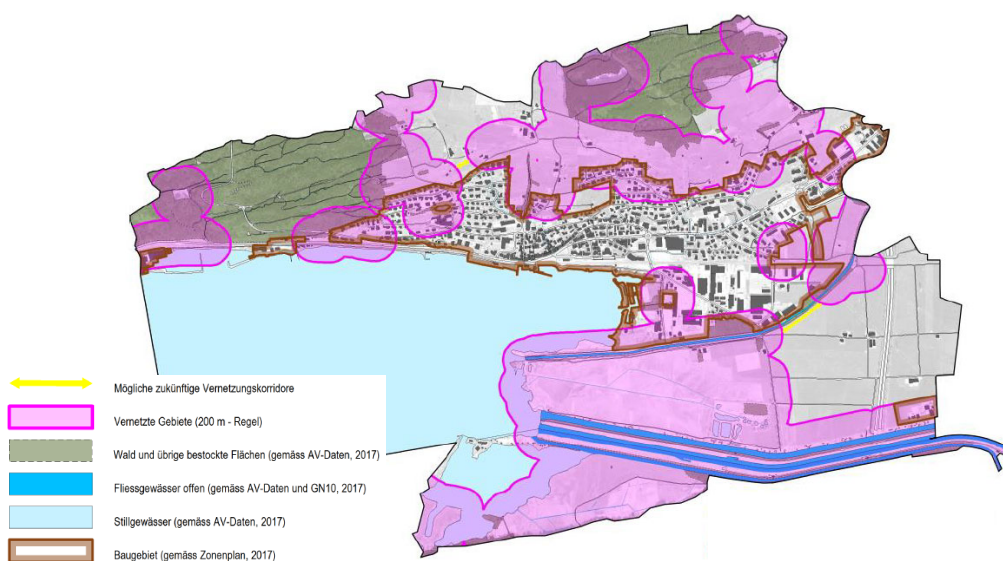 Mögliche zukünftige Vernetzungskorridore
Vernetzte Gebiete (200 m - Regel)
Wald und übrige bestockte Flächen (gemäss AV-Daten, 2017)
Fliessgewässer offen (gemäss AV-Daten und GN10, 2017)
Stillgewässer (gemäss AV-Daten, 2017)
Baugebiet (gemäss Zonenplan, 2017)